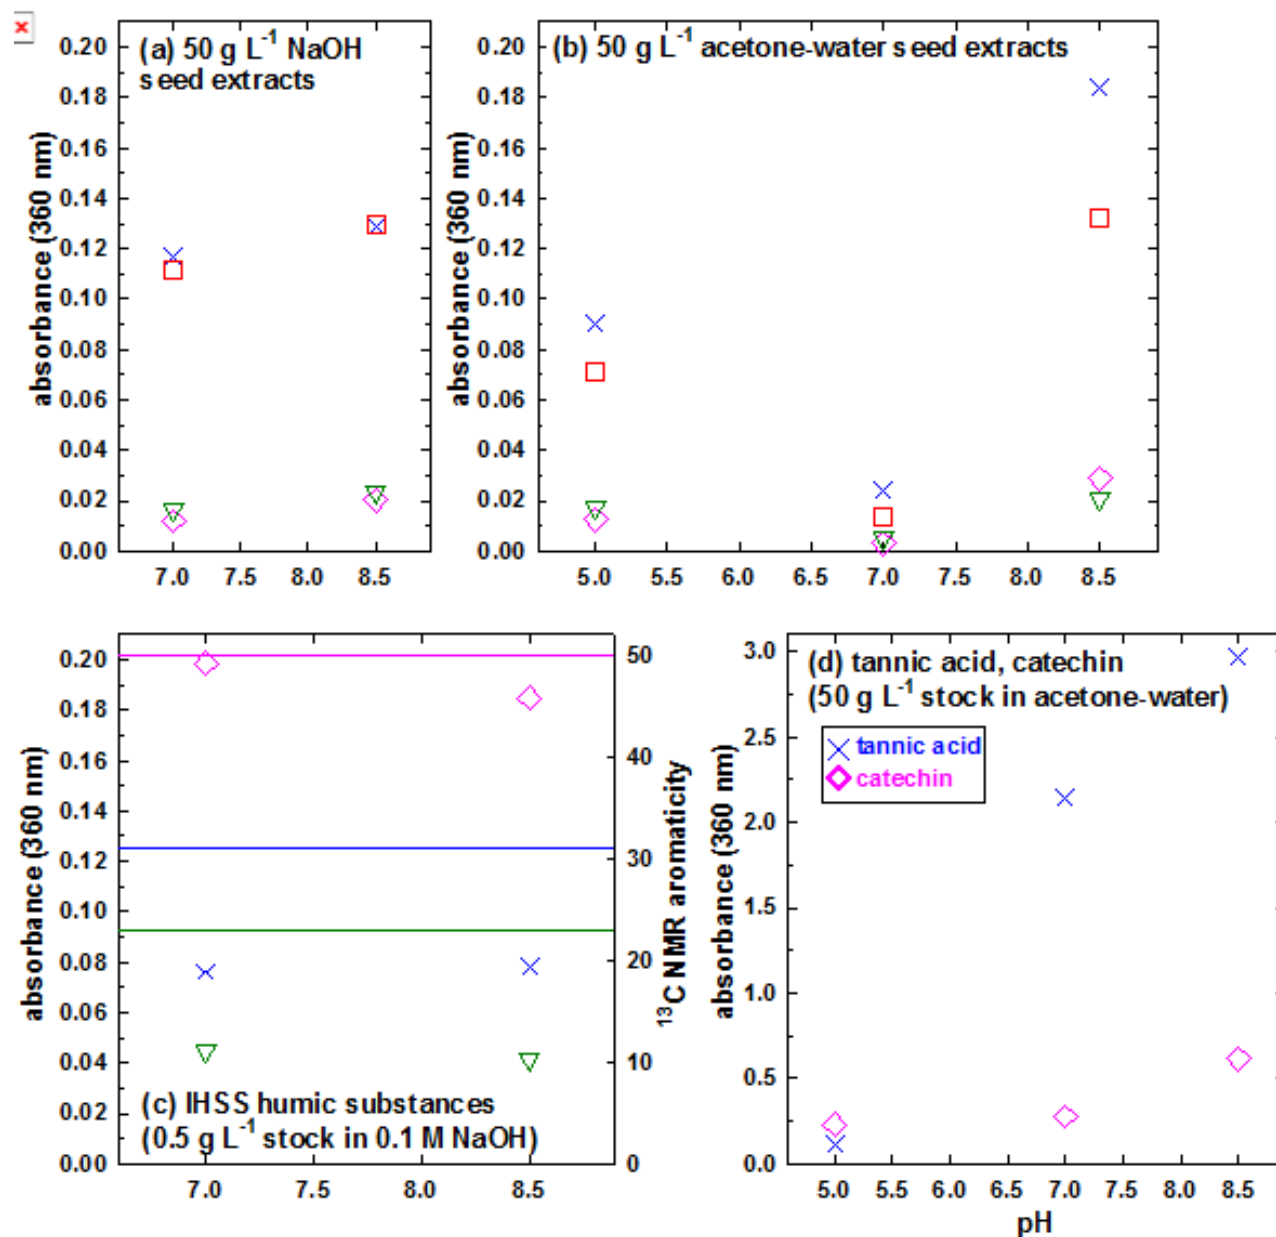 (a) 50 g L⁻¹ NaOH
seed extracts
absorbance (360 nm)
0.20
0.18
0.16
0.14
0.12
0.10
0.08
0.06
0.04
0.02
0.00
7.0 7.5 8.0 8.5
(b) 50 g L⁻¹ acetone-water seed extracts
absorbance (360 nm)
0.20
0.18
0.16
0.14
0.12
0.10
0.08
0.06
0.04
0.02
0.00
5.0 5.5 6.0 6.5 7.0 7.5 8.0 8.5
absorbance (360 nm)
0.20
0.18
0.16
0.14
0.12
0.10
0.08
0.06
0.04
0.02
0.00
(c) IHSS humic substances
(0.5 g L⁻¹ stock in 0.1 M NaOH)
7.0 7.5 8.0 8.5
50
40
30
20
10
0
¹³C NMR aromaticity
(d) tannic acid, catechin
(50 g L⁻¹ stock in acetone-water)
tannic acid
catechin
absorbance (360 nm)
3.0
2.5
2.0
1.5
1.0
0.5
0.0
5.0 5.5 6.0 6.5 7.0 7.5 8.0 8.5
pH